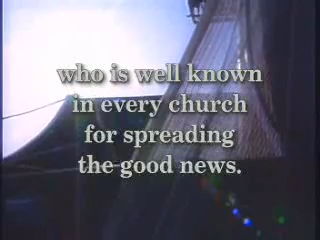 who is well known
in every church
for spreading
the good news.